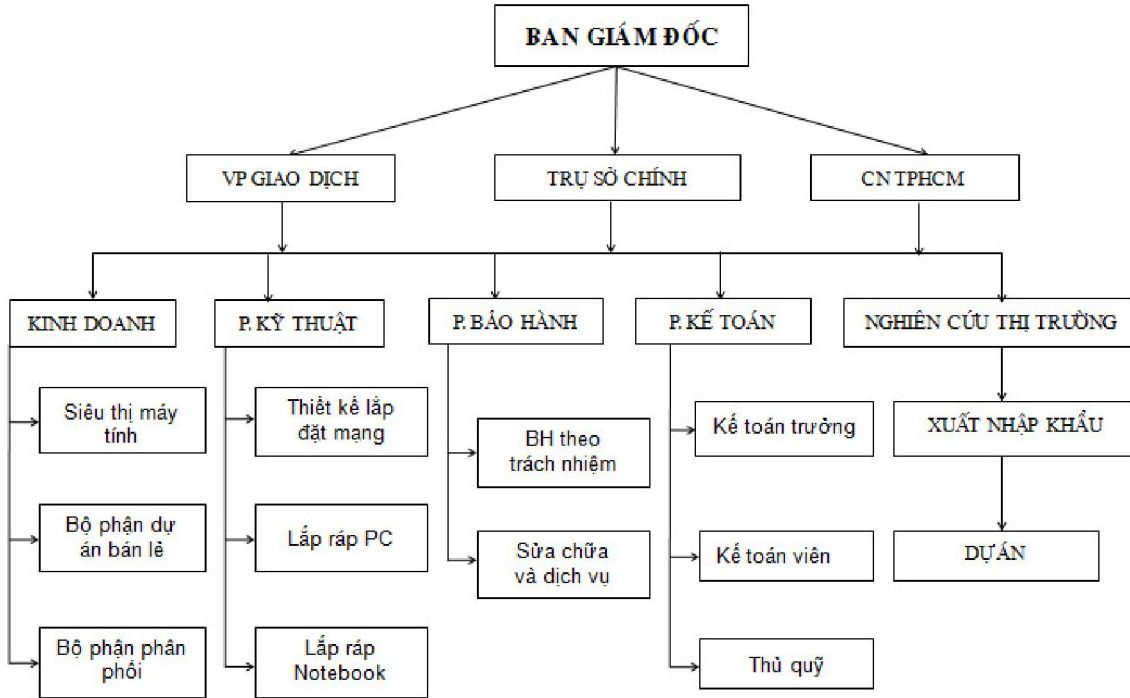 BAN GIÁM ĐỐC
VP GIAO DỊCH
TRỤ SỞ CHÍNH
CN TPHCM
KINH DOANH
P. KỸ THUẬT
P. BẢO HÀNH
P. KẾ TOÁN
NGHIÊN CỨU THỊ TRƯỜNG
Siêu thị máy
tính
Bộ phận dự
án bán lẻ
Bộ phận phân
phối
Thiết kế lắp
đặt mạng
Lắp ráp PC
Lắp ráp
Notebook
BH theo
trách nhiệm
Sửa chữa
và dịch vụ
Kế toán trưởng
Kế toán viên
Thủ quỹ
XUẤT NHẬP KHẨU
DỰ ÁN